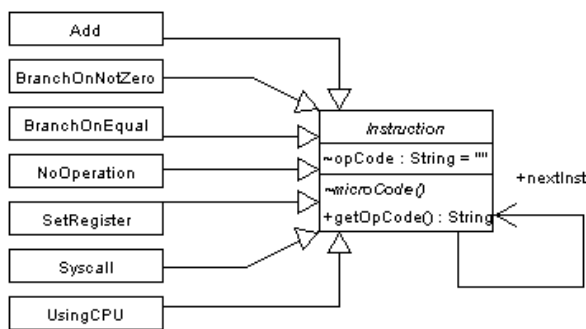 Add
BranchOnNotZero
BranchOnEqual
NoOperation
SetRegister
Syscall
UsingCPU
Instruction
~opCode : String = ""
~microCode()
+getOpCode() : String
+nextInst